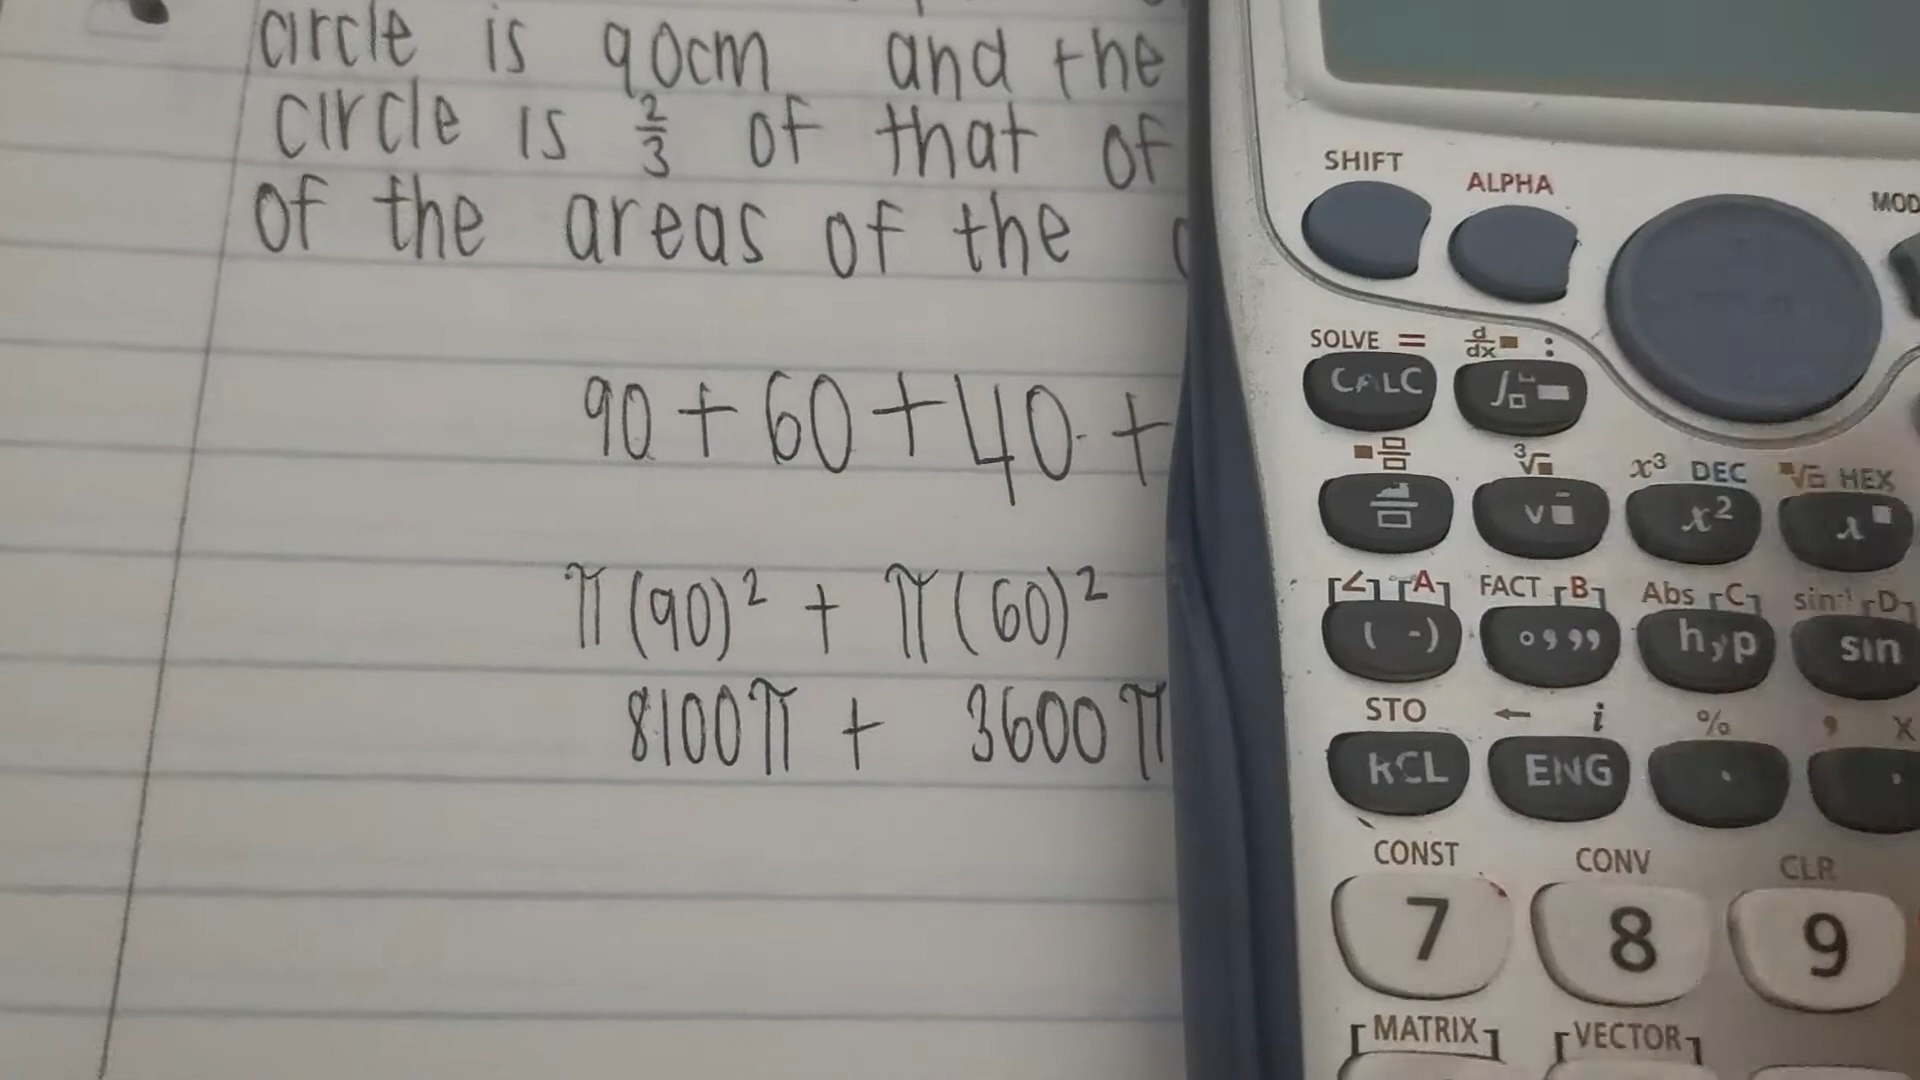 circle is 90cm and the
circle is 2/3 of that of
of the areas of the
90 + 60 + 40 +
π(90)² + π(60)²
8100π + 3600π
SHIFT ALPHA
SOLVE = d/dx :
CALC
∛ x³ DEC HEX
x²
∠ A FACT B Abs C sin⁻¹ D
(-) °,,, hyp sin
STO ← i % , X
RCL ENG .
CONST CONV CLR
7 8 9
MATRIX VECTOR